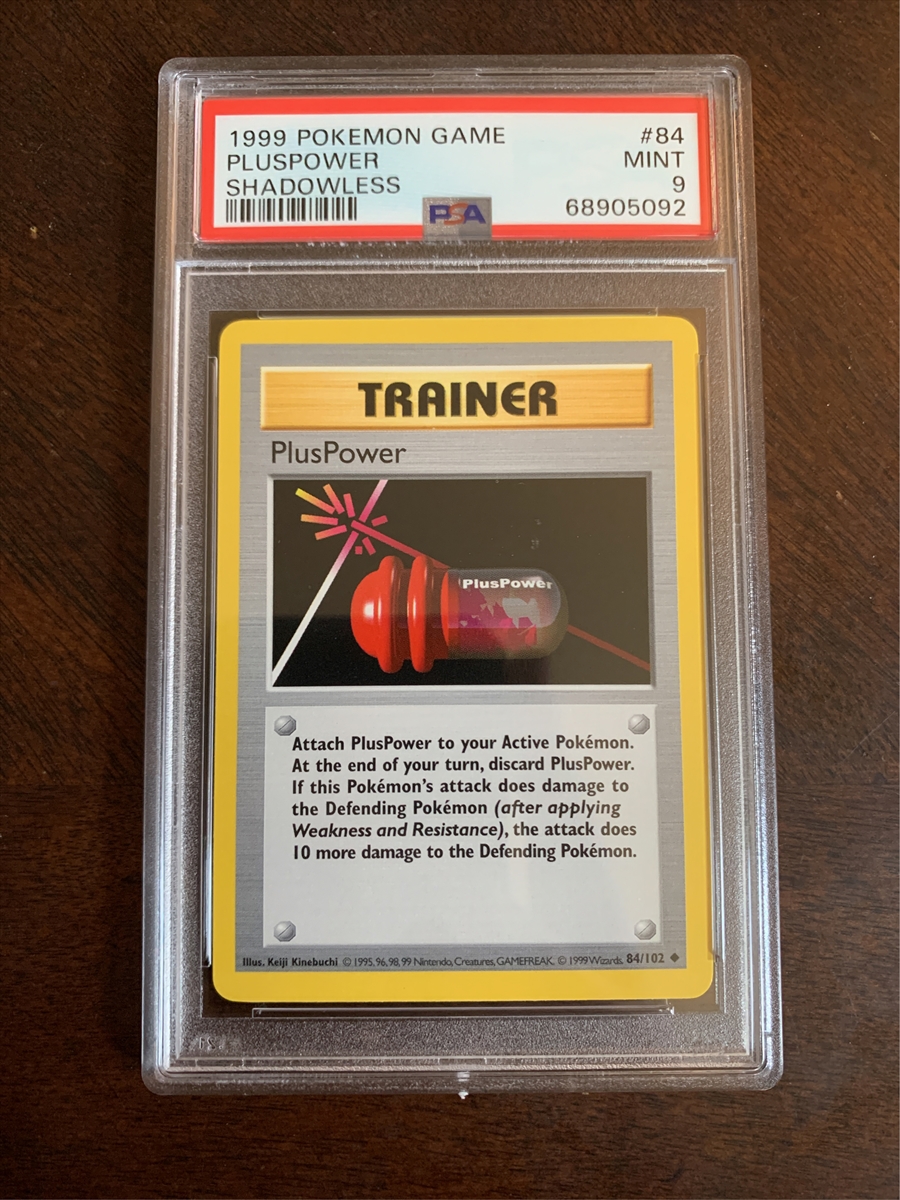 1999 POKEMON GAME #84
PLUSPOWER MINT
SHADOWLESS 9
PSA 68905092
TRAINER
PlusPower
PlusPower
Attach PlusPower to your Active Pokémon.
At the end of your turn, discard PlusPower.
If this Pokémon's attack does damage to
the Defending Pokémon (after applying
Weakness and Resistance), the attack does
10 more damage to the Defending Pokémon.
Illus. Keiji Kinebuchi © 1995, 96, 98, 99 Nintendo, Creatures, GAMEFREAK. © 1999 Wizards. 84/102